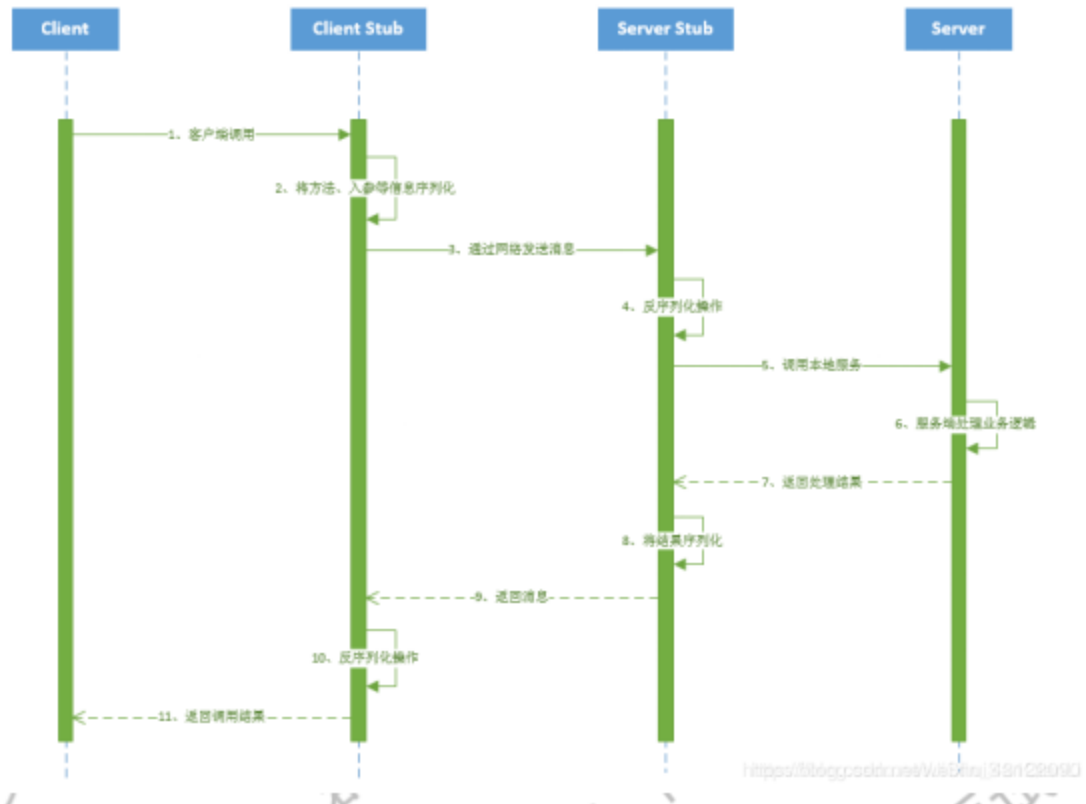 Client
Client Stub
Server Stub
Server
1、客户端调用
2、将方法、入参等信息序列化
3、通过网络发送消息
4、反序列化操作
5、调用本地服务
6、服务端处理业务逻辑
7、返回处理结果
8、将结果序列化
9、返回消息
10、反序列化操作
11、返回调用结果